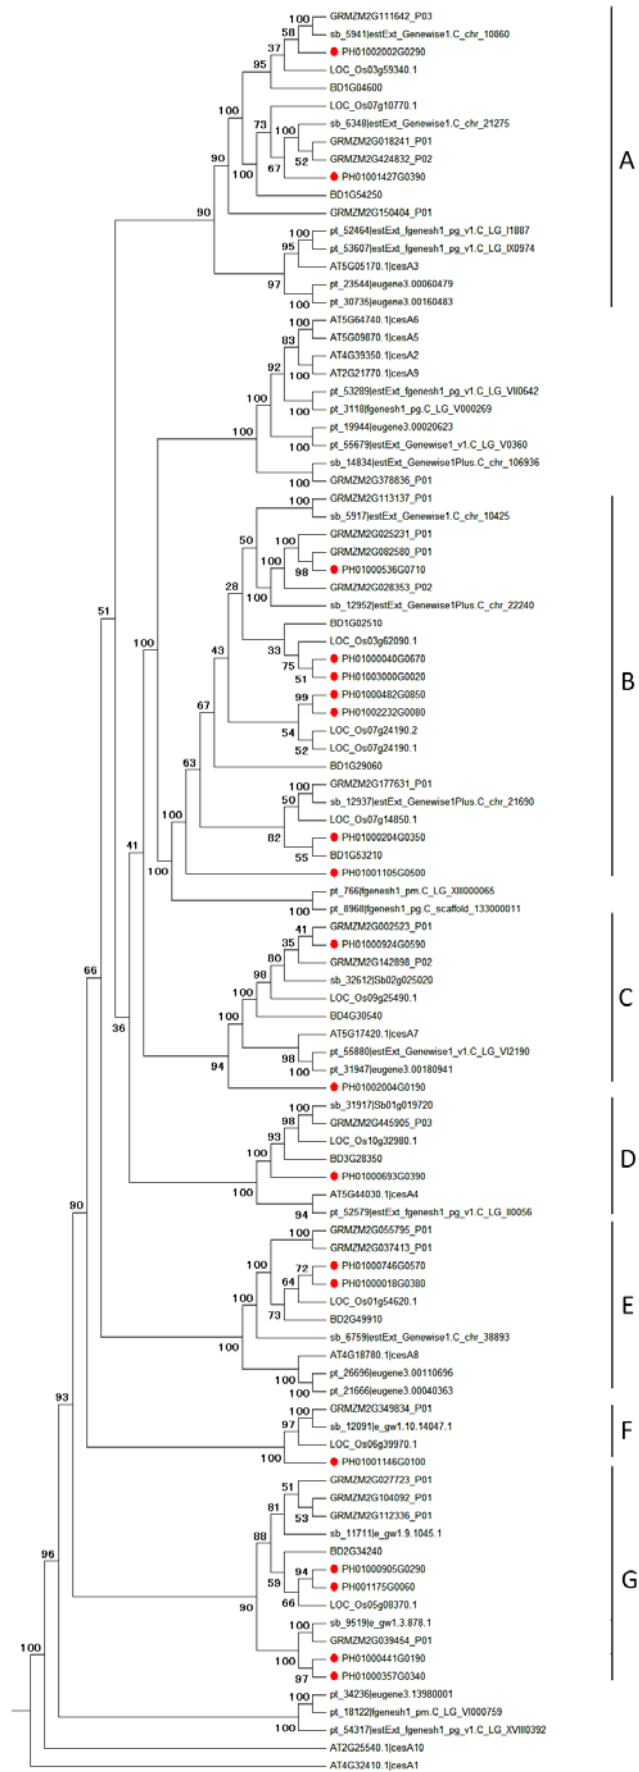 GRMZM2G111642_P03
sb_5941|estExt_Genewise1.C_chr_10860
PH01002002G0290
LOC_Os03g59340.1
BD1G04600
LOC_Os07g10770.1
sb_6348|estExt_Genewise1.C_chr_21275
GRMZM2G018241_P01
GRMZM2G424832_P02
PH01001427G0390
BD1G54250
GRMZM2G150404_P01
pt_52464|estExt_fgenesh1_pg_v1.C_LG_I1887
pt_53607|estExt_fgenesh1_pg_v1.C_LG_IX0974
AT5G05170.1|cesA3
pt_23544|eugene3.00060479
pt_30735|eugene3.00160483
A
AT5G64740.1|cesA6
AT5G09870.1|cesA5
AT4G39350.1|cesA2
AT2G21770.1|cesA9
pt_53289|estExt_fgenesh1_pg_v1.C_LG_VII0642
pt_3118|fgenesh1_pg.C_LG_V000269
pt_19944|eugene3.00020623
pt_55679|estExt_Genewise1_v1.C_LG_V0360
sb_14834|estExt_Genewise1Plus.C_chr_106936
GRMZM2G378836_P01
GRMZM2G113137_P01
sb_5917|estExt_Genewise1.C_chr_10425
GRMZM2G025231_P01
GRMZM2G082580_P01
PH01000536G0710
GRMZM2G028353_P02
sb_12952|estExt_Genewise1Plus.C_chr_22240
BD1G02510
LOC_Os03g62090.1
PH01000040G0670
PH01003000G0020
PH01000482G0850
PH01002232G0080
LOC_Os07g24190.2
LOC_Os07g24190.1
BD1G29060
GRMZM2G177631_P01
sb_12937|estExt_Genewise1Plus.C_chr_21690
LOC_Os07g14850.1
PH01000204G0350
BD1G53210
PH01001105G0500
B
pt_766|fgenesh1_pm.C_LG_XIII000065
pt_8968|fgenesh1_pg.C_scaffold_133000011
GRMZM2G002523_P01
PH01000924G0590
GRMZM2G142898_P02
sb_32612|Sb02g025020
LOC_Os09g25490.1
BD4G30540
AT5G17420.1|cesA7
pt_55880|estExt_Genewise1_v1.C_LG_VI2190
pt_31947|eugene3.00180941
PH01002004G0190
C
sb_31917|Sb01g019720
GRMZM2G445905_P03
LOC_Os10g32980.1
BD3G28350
PH01000693G0390
AT5G44030.1|cesA4
pt_52579|estExt_fgenesh1_pg_v1.C_LG_II0056
D
GRMZM2G055795_P01
GRMZM2G037413_P01
PH01000746G0570
PH01000018G0380
LOC_Os01g54620.1
BD2G49910
sb_6759|estExt_Genewise1.C_chr_38893
AT4G18780.1|cesA8
pt_26696|eugene3.00110696
pt_21666|eugene3.00040363
E
GRMZM2G349834_P01
sb_12091|e_gw1.10.14047.1
LOC_Os06g39970.1
PH01001146G0100
F
GRMZM2G027723_P01
GRMZM2G104092_P01
GRMZM2G112336_P01
sb_11711|e_gw1.9.1045.1
BD2G34240
PH01000905G0290
PH001175G0060
LOC_Os05g08370.1
sb_9519|e_gw1.3.878.1
GRMZM2G039454_P01
PH01000441G0190
PH01000357G0340
G
pt_34236|eugene3.13980001
pt_18122|fgenesh1_pm.C_LG_VI000759
pt_54317|estExt_fgenesh1_pg_v1.C_LG_XVIII0392
AT2G25540.1|cesA10
AT4G32410.1|cesA1